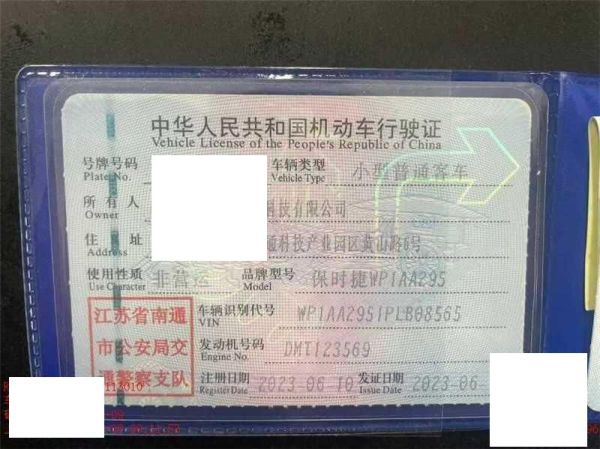 中华人民共和国机动车行驶证
Vehicle License of the People's Republic of China
号牌号码 车辆类型 小型普通客车
Plate No. Vehicle Type
所有人 科技有限公司
Owner
住址 科技产业园区黄山路6号
Address
使用性质 非营运 品牌型号 保时捷WP1AA295
Use Character Model
江苏省南通
市公安局交
通警察支队
车辆识别代号 WP1AA2951PLB08565
VIN
发动机号码 DMT123569
Engine No.
注册日期 2023-06-10 发证日期 2023-06
Register Date Issue Date